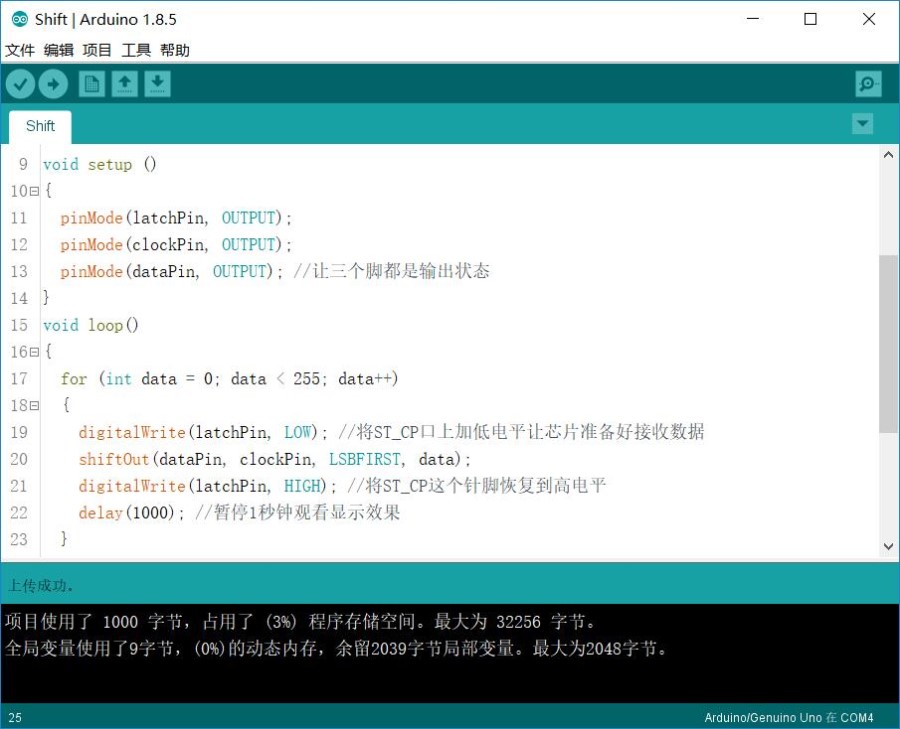 Shift | Arduino 1.8.5
文件 编辑 项目 工具 帮助
Shift
9 void setup ()
10 {
11 pinMode(latchPin, OUTPUT);
12 pinMode(clockPin, OUTPUT);
13 pinMode(dataPin, OUTPUT); //让三个脚都是输出状态
14 }
15 void loop()
16 {
17 for (int data = 0; data < 255; data++)
18 {
19 digitalWrite(latchPin, LOW); //将ST_CP口上加低电平让芯片准备好接收数据
20 shiftOut(dataPin, clockPin, LSBFIRST, data);
21 digitalWrite(latchPin, HIGH); //将ST_CP这个针脚恢复到高电平
22 delay(1000); //暂停1秒钟观看显示效果
23 }
上传成功。
项目使用了 1000 字节，占用了 (3%) 程序存储空间。最大为 32256 字节。
全局变量使用了9字节，(0%)的动态内存，余留2039字节局部变量。最大为2048字节。
25 Arduino/Genuino Uno 在 COM4